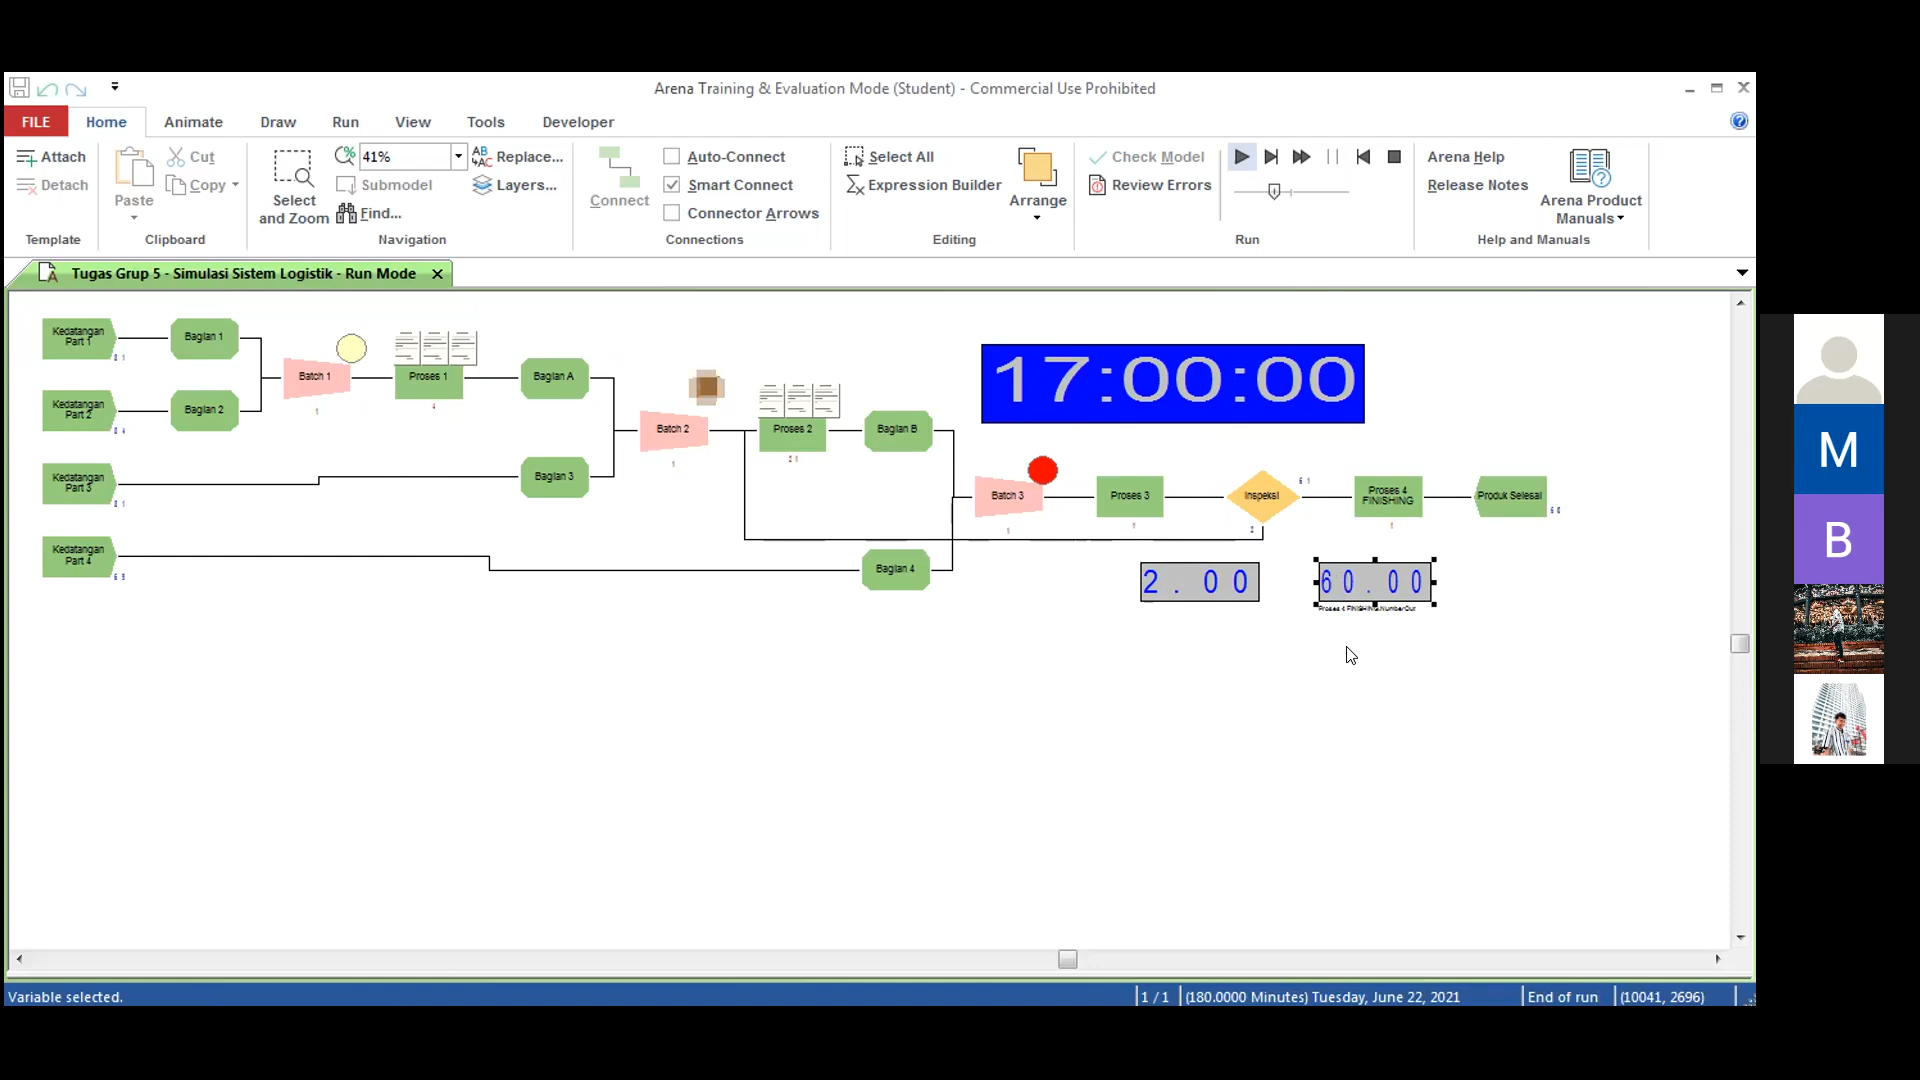 Arena Training & Evaluation Mode (Student) - Commercial Use Prohibited
FILE Home Animate Draw Run View Tools Developer
Attach
Detach
Template
Paste
Cut
Copy
Clipboard
Select and Zoom
41%
Submodel
Find...
Replace...
Layers...
Navigation
Connect
Auto-Connect
Smart Connect
Connector Arrows
Connections
Select All
Expression Builder
Arrange
Editing
Check Model
Review Errors
Run
Arena Help
Release Notes
Arena Product
Manuals
Help and Manuals
Tugas Grup 5 - Simulasi Sistem Logistik - Run Mode
Kedatangan
Part 1
Bagian 1
Batch 1
Proses 1
Bagian A
17:00:00
Kedatangan
Part 2
Bagian 2
Batch 2
Proses 2
Bagian B
Kedatangan
Part 3
Bagian 3
Batch 3
Proses 3
Inspeksi
Proses 4
FINISHING
Produk Selesai
Kedatangan
Part 4
Bagian 4
2.00
60.00
Proses 4 FINISHING.NumberOut
M
B
Variable selected.
1 / 1
(180.0000 Minutes) Tuesday, June 22, 2021
End of run
(10041, 2696)